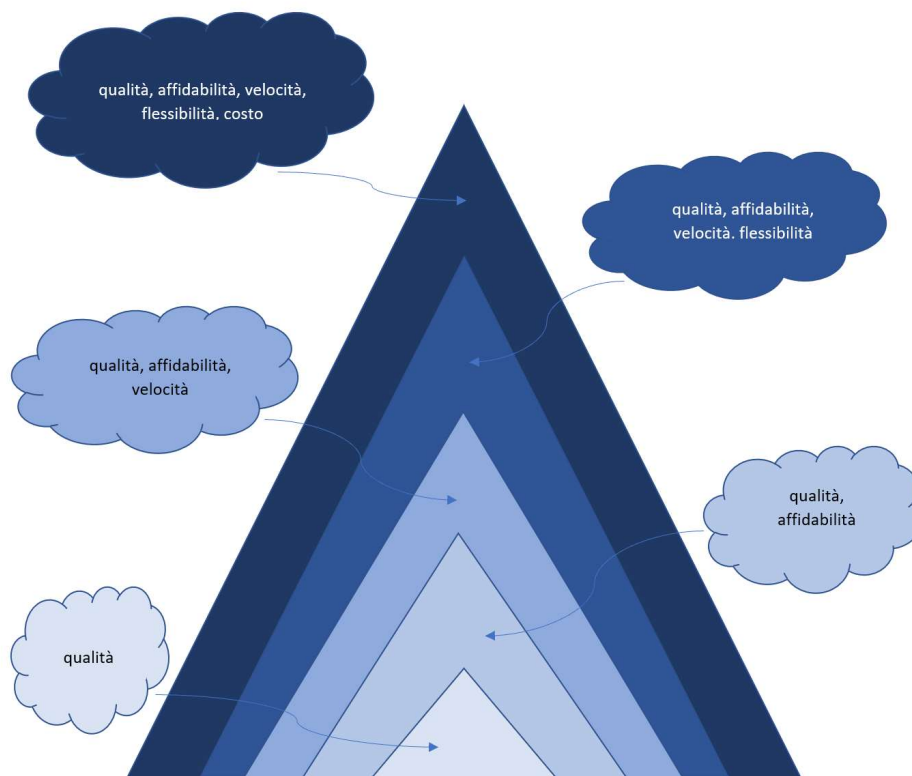 qualità, affidabilità, velocità,
flessibilità, costo
qualità, affidabilità,
velocità. flessibilità
qualità, affidabilità,
velocità
qualità,
affidabilità
qualità